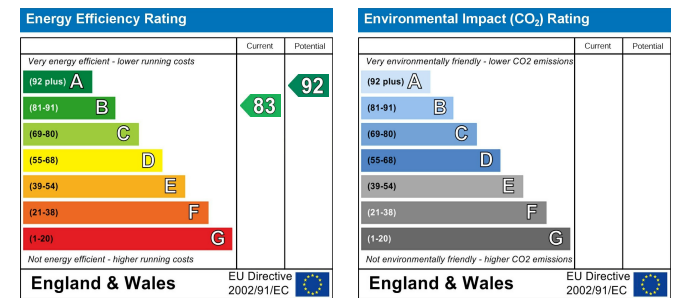 Energy Efficiency Rating
Current Potential
Very energy efficient - lower running costs
(92 plus) A
92
(81-91) B
83
(69-80) C
(55-68) D
(39-54) E
(21-38) F
(1-20) G
Not energy efficient - higher running costs
England & Wales
EU Directive
2002/91/EC
Environmental Impact (CO₂) Rating
Current Potential
Very environmentally friendly - lower CO2 emissions
(92 plus) A
(81-91) B
(69-80) C
(55-68) D
(39-54) E
(21-38) F
(1-20) G
Not environmentally friendly - higher CO2 emissions
England & Wales
EU Directive
2002/91/EC